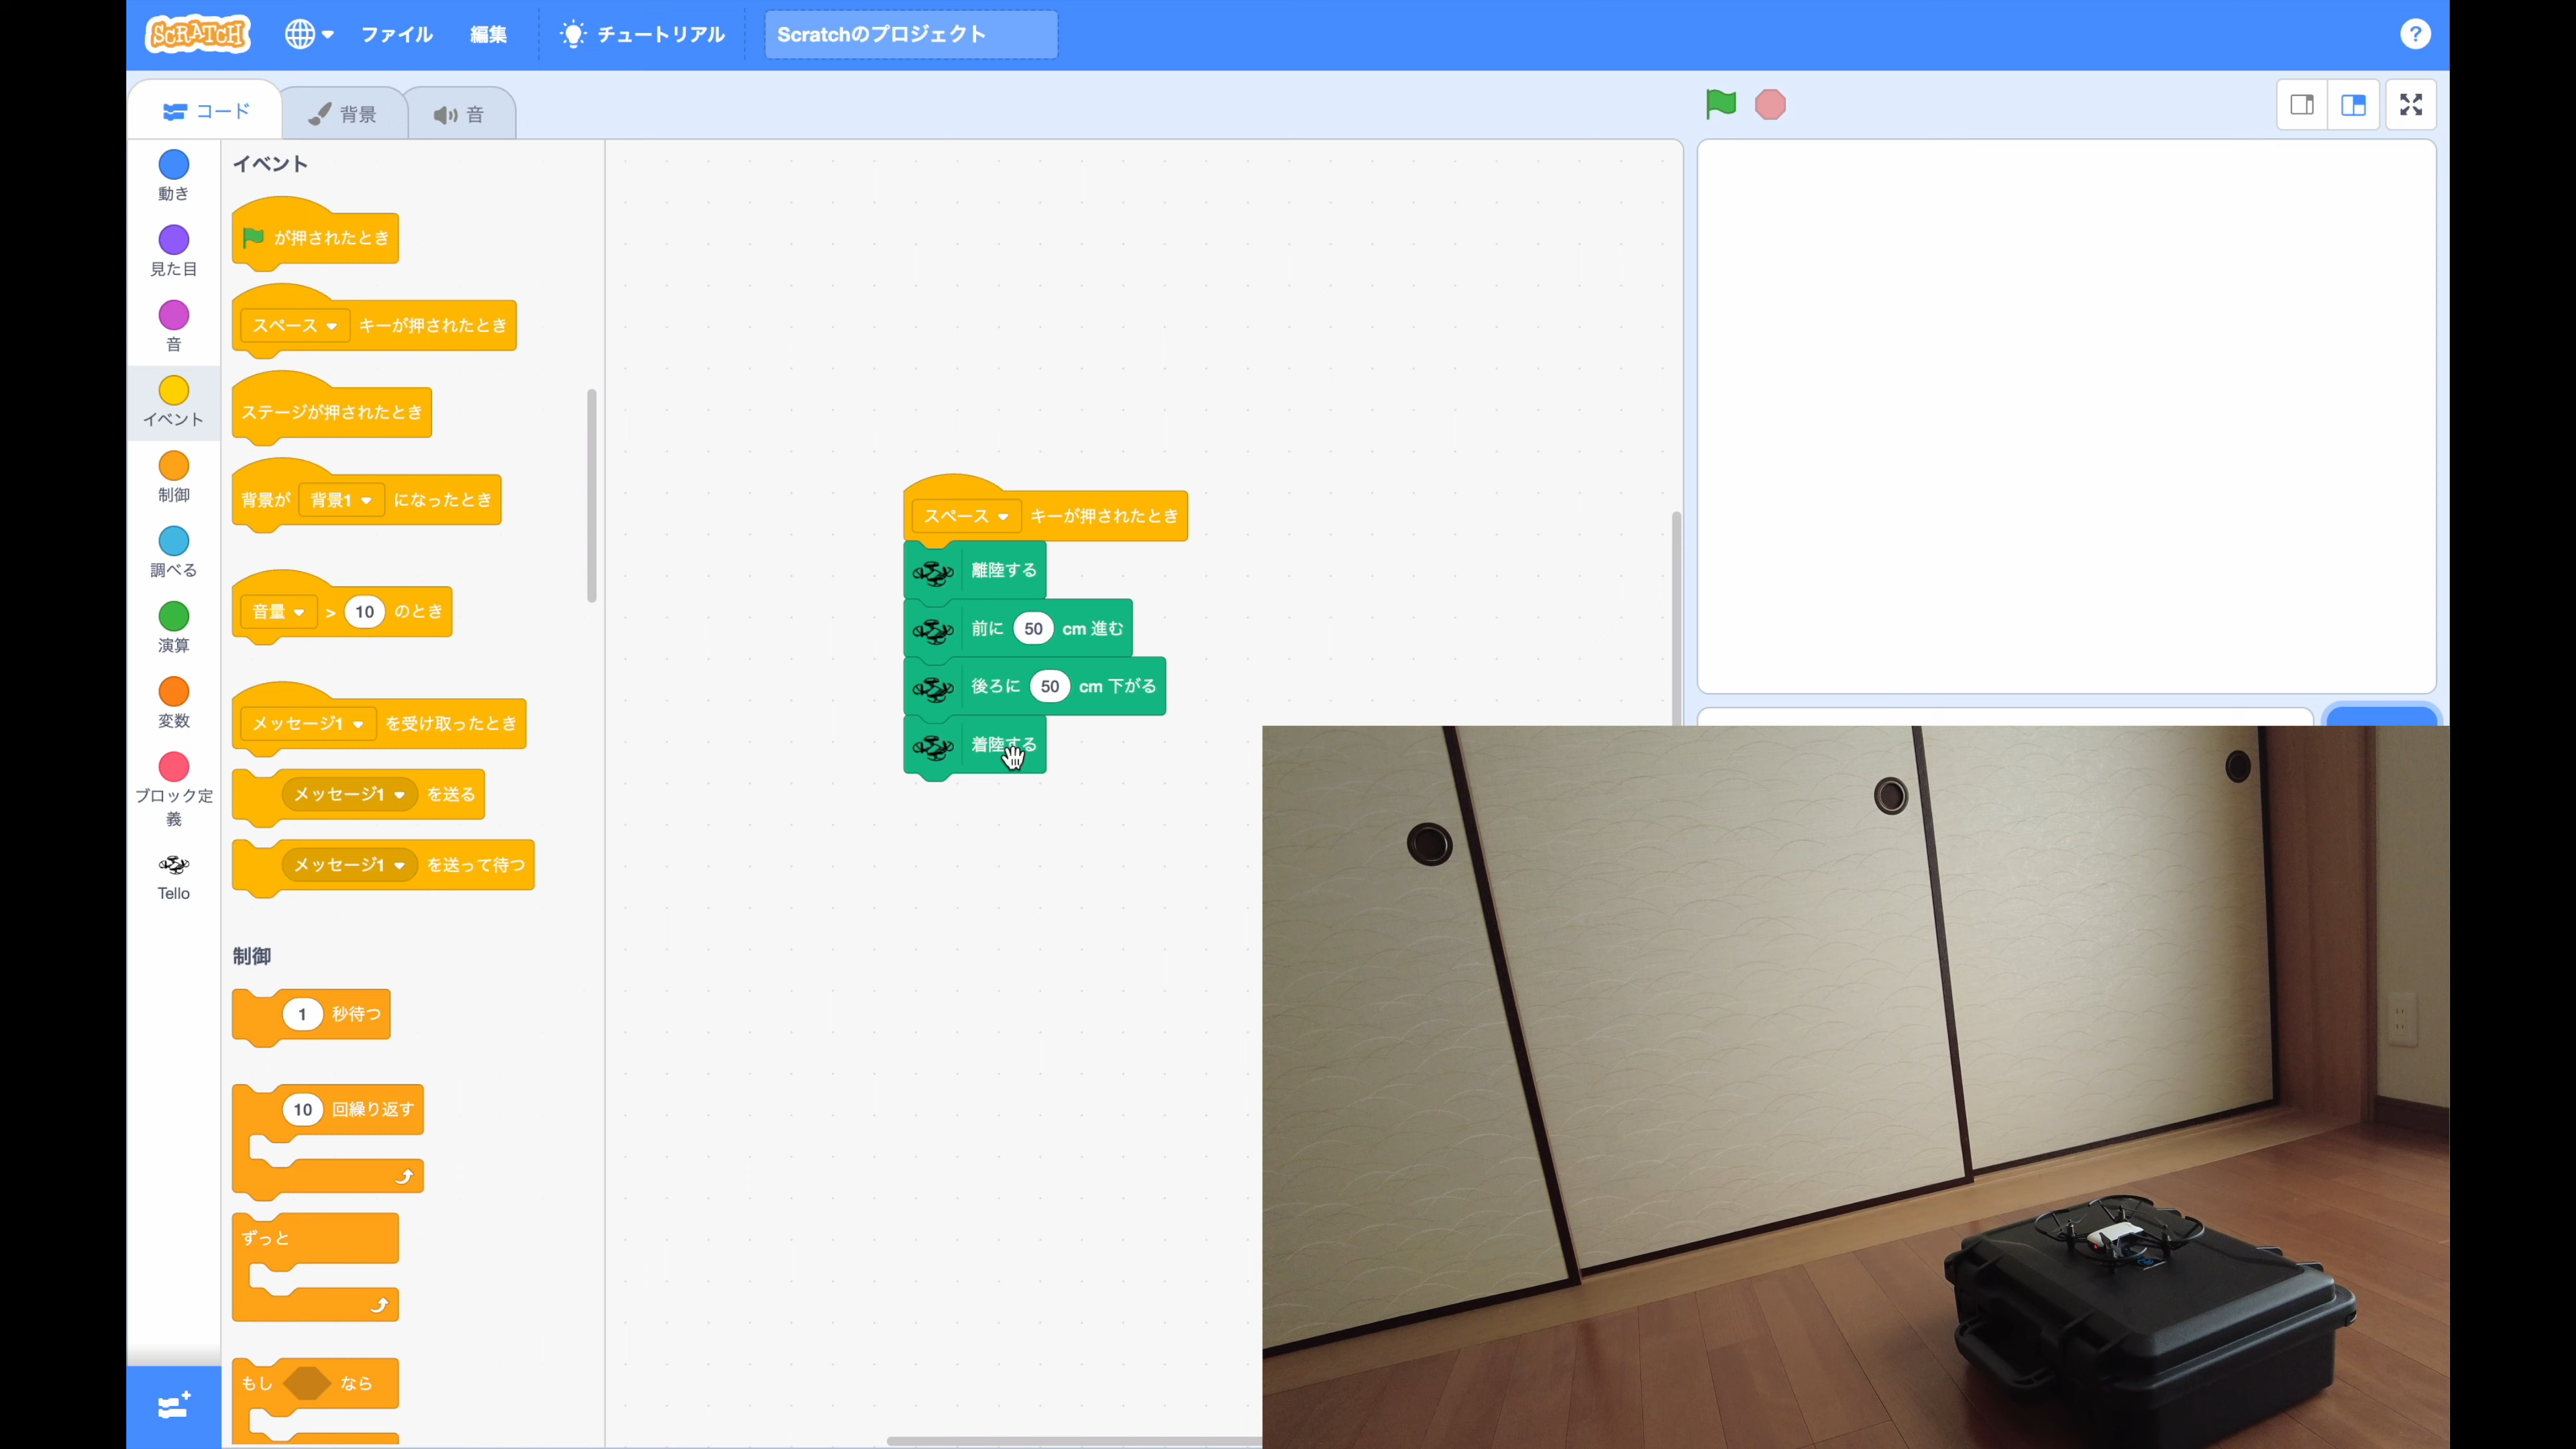 SCRATCH
ファイル
編集
チュートリアル
Scratchのプロジェクト
?
コード
背景
音
動き
見た目
音
イベント
制御
調べる
演算
変数
ブロック定
義
Tello
イベント
が押されたとき
スペース キーが押されたとき
ステージが押されたとき
背景が 背景1 になったとき
音量 > 10 のとき
メッセージ1 を受け取ったとき
メッセージ1 を送る
メッセージ1 を送って待つ
制御
1 秒待つ
10 回繰り返す
ずっと
もし なら
スペース キーが押されたとき
離陸する
前に 50 cm 進む
後ろに 50 cm 下がる
着陸する